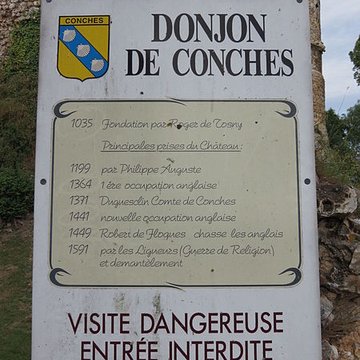 CONCHES
DONJON
DE CONCHES
1035 Fondation par Roger de Tosny
Principales prises du Château :
1199 par Philippe Auguste
1364 1ère occupation anglaise
1371 Duguesclin Comte de Conches
1441 nouvelle occupation anglaise
1449 Robert de Floques chasse les anglais
1591 par les Ligueurs (Guerre de Religion)
et démantèlement
VISITE DANGEREUSE
ENTRÉE INTERDITE